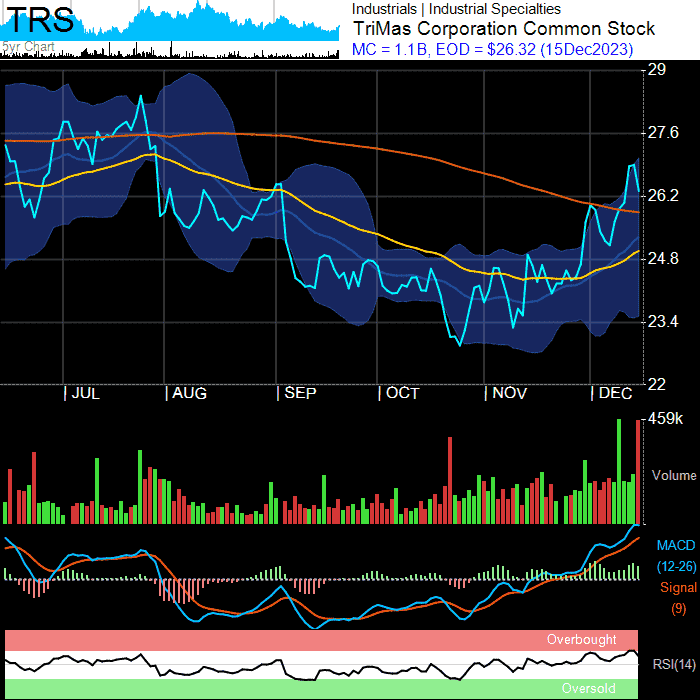 TRS
5yr Chart
Industrials | Industrial Specialties
TriMas Corporation Common Stock
MC = 1.1B, EOD = $26.32 (15Dec2023)
29
27.6
26.2
24.8
23.4
22
| JUL | AUG | SEP | OCT | NOV | DEC
459k
Volume
MACD
(12-26)
Signal
(9)
Overbought
RSI(14)
Oversold